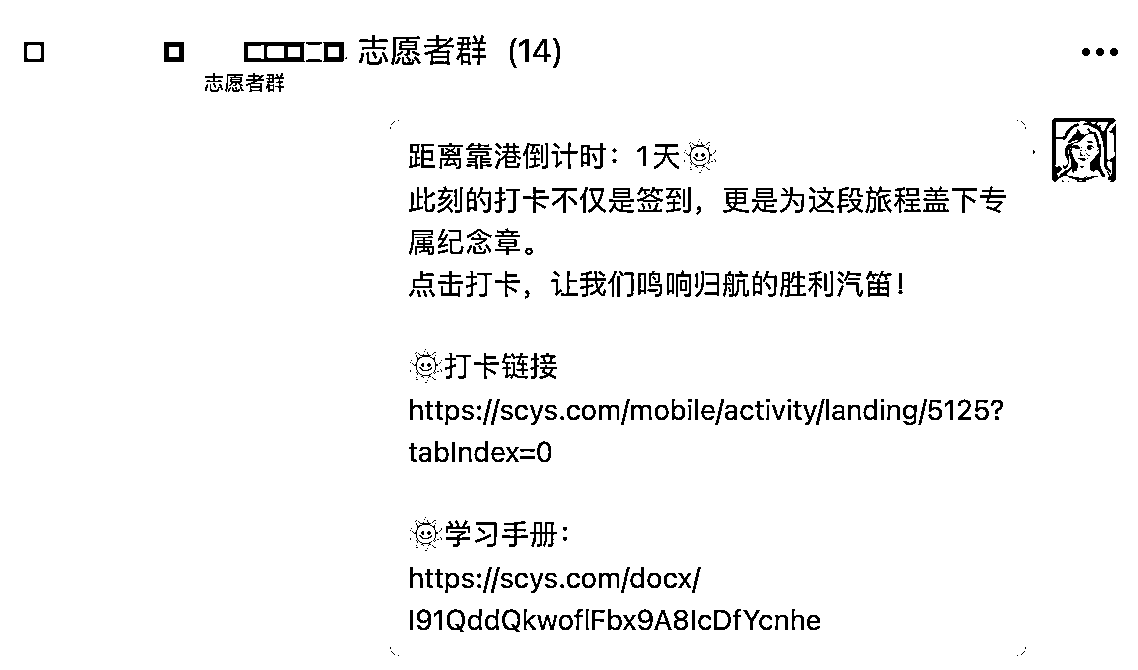 志愿者群 (14)
志愿者群
距离靠港倒计时：1天
此刻的打卡不仅是签到，更是为这段旅程盖下专
属纪念章。
点击打卡，让我们鸣响归航的胜利汽笛！
打卡链接
https://scys.com/mobile/activity/landing/5125?
tabIndex=0
学习手册：
https://scys.com/docx/
I91QddQkwoflFbx9A8IcDfYcnhe